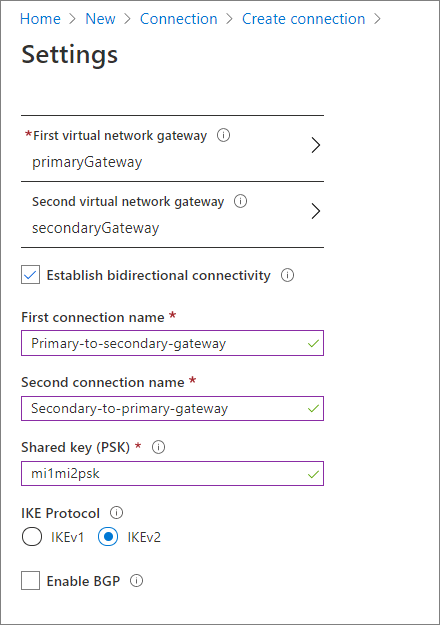 Home > New > Connection > Create connection >
Settings
*First virtual network gateway
primaryGateway
Second virtual network gateway
secondaryGateway
Establish bidirectional connectivity
First connection name *
Primary-to-secondary-gateway
Second connection name *
Secondary-to-primary-gateway
Shared key (PSK) *
mi1mi2psk
IKE Protocol
IKEv1 IKEv2
Enable BGP